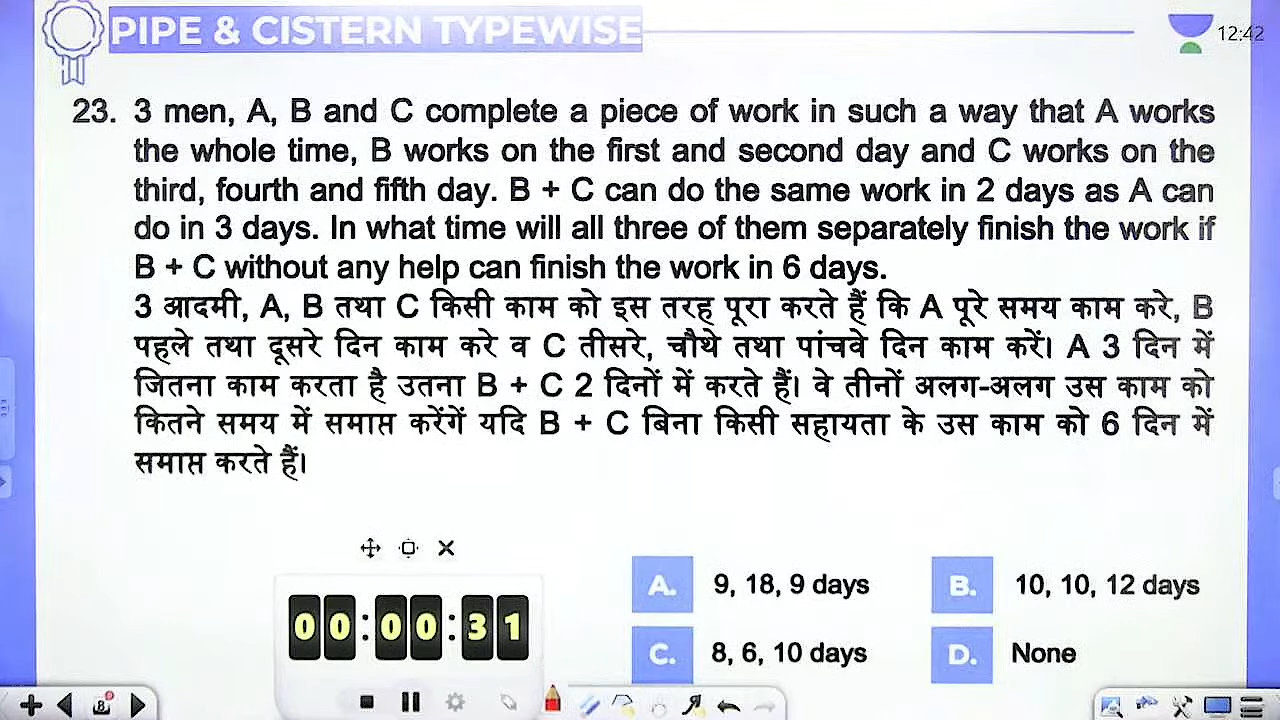 PIPE & CISTERN TYPEWISE
12:42
23. 3 men, A, B and C complete a piece of work in such a way that A works
the whole time, B works on the first and second day and C works on the
third, fourth and fifth day. B + C can do the same work in 2 days as A can
do in 3 days. In what time will all three of them separately finish the work if
B + C without any help can finish the work in 6 days.
3 आदमी, A, B तथा C किसी काम को इस तरह पूरा करते हैं कि A पूरे समय काम करे, B
पहले तथा दूसरे दिन काम करे व C तीसरे, चौथे तथा पांचवे दिन काम करें। A 3 दिन में
जितना काम करता है उतना B + C 2 दिनों में करते हैं। वे तीनों अलग-अलग उस काम को
कितने समय में समाप्त करेंगें यदि B + C बिना किसी सहायता के उस काम को 6 दिन में
समाप्त करते हैं।
00:00:31
A. 9, 18, 9 days
B. 10, 10, 12 days
C. 8, 6, 10 days
D. None
8